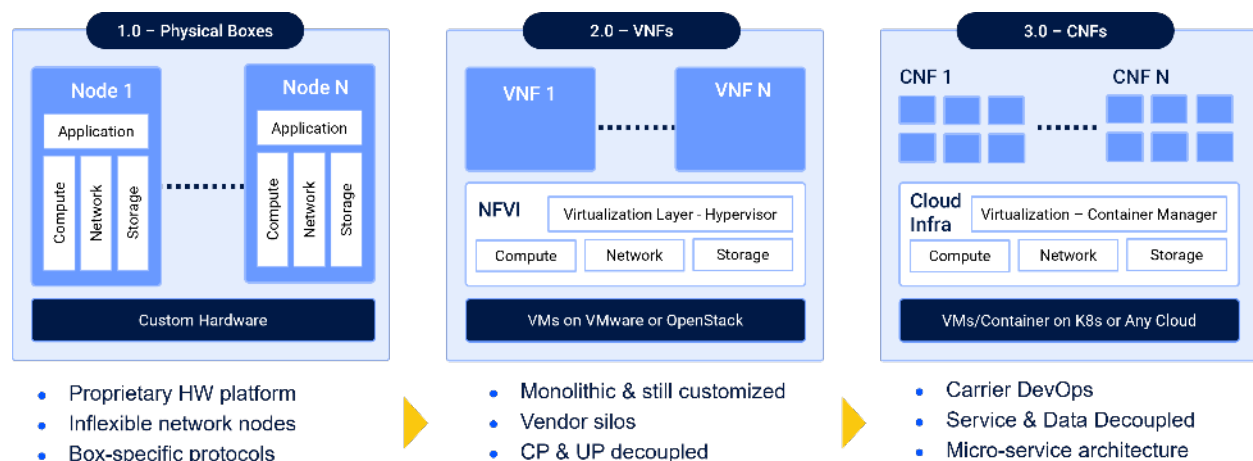 1.0 – Physical Boxes
Node 1
Application
Compute
Network
Storage
Node N
Application
Compute
Network
Storage
Custom Hardware
• Proprietary HW platform
• Inflexible network nodes
• Box-specific protocols
2.0 – VNFs
VNF 1
VNF N
NFVI
Virtualization Layer - Hypervisor
Compute
Network
Storage
VMs on VMware or OpenStack
• Monolithic & still customized
• Vendor silos
• CP & UP decoupled
3.0 – CNFs
CNF 1
CNF N
Cloud
Infra
Virtualization – Container Manager
Compute
Network
Storage
VMs/Container on K8s or Any Cloud
• Carrier DevOps
• Service & Data Decoupled
• Micro-service architecture